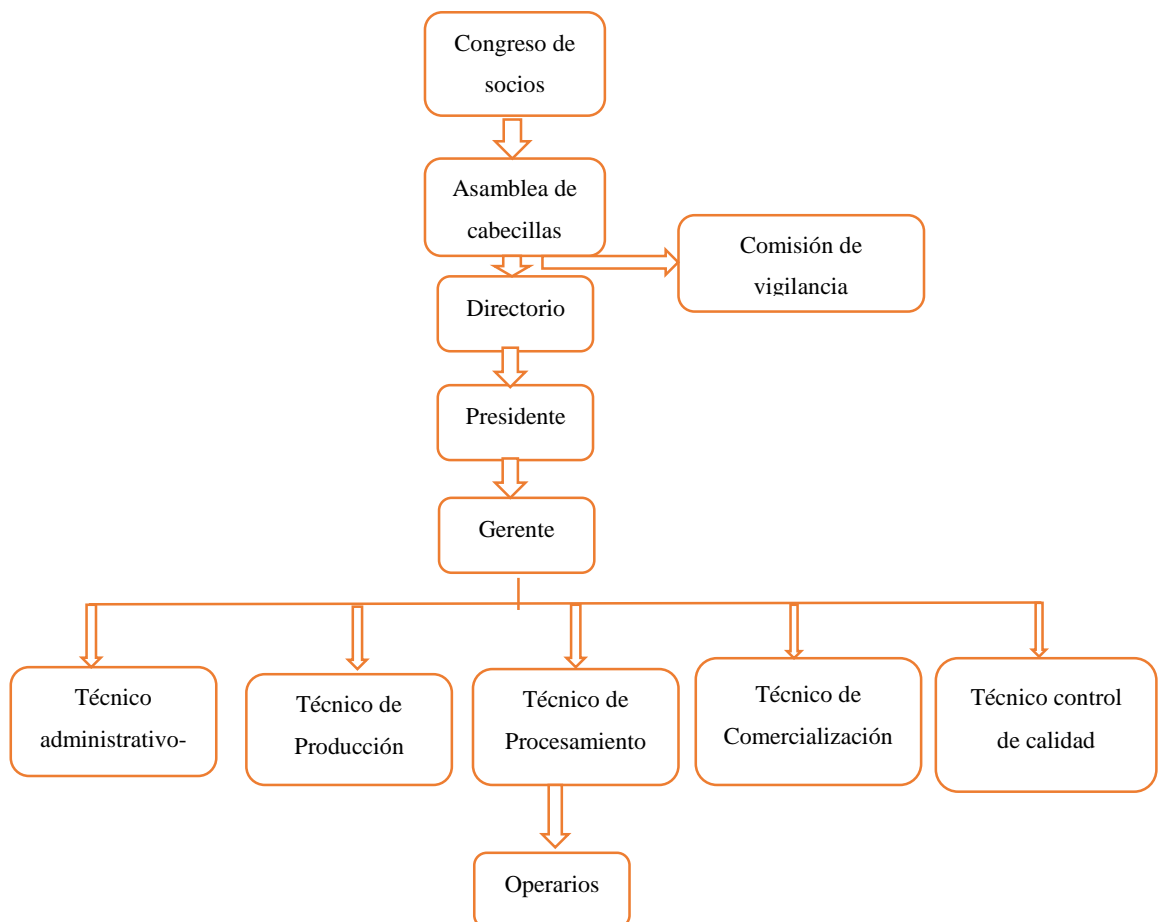 Congreso de
socios
Asamblea de
cabecillas
Comisión de
vigilancia
Directorio
Presidente
Gerente
Técnico
administrativo-
Técnico de
Producción
Técnico de
Procesamiento
Técnico de
Comercialización
Técnico control
de calidad
Operarios